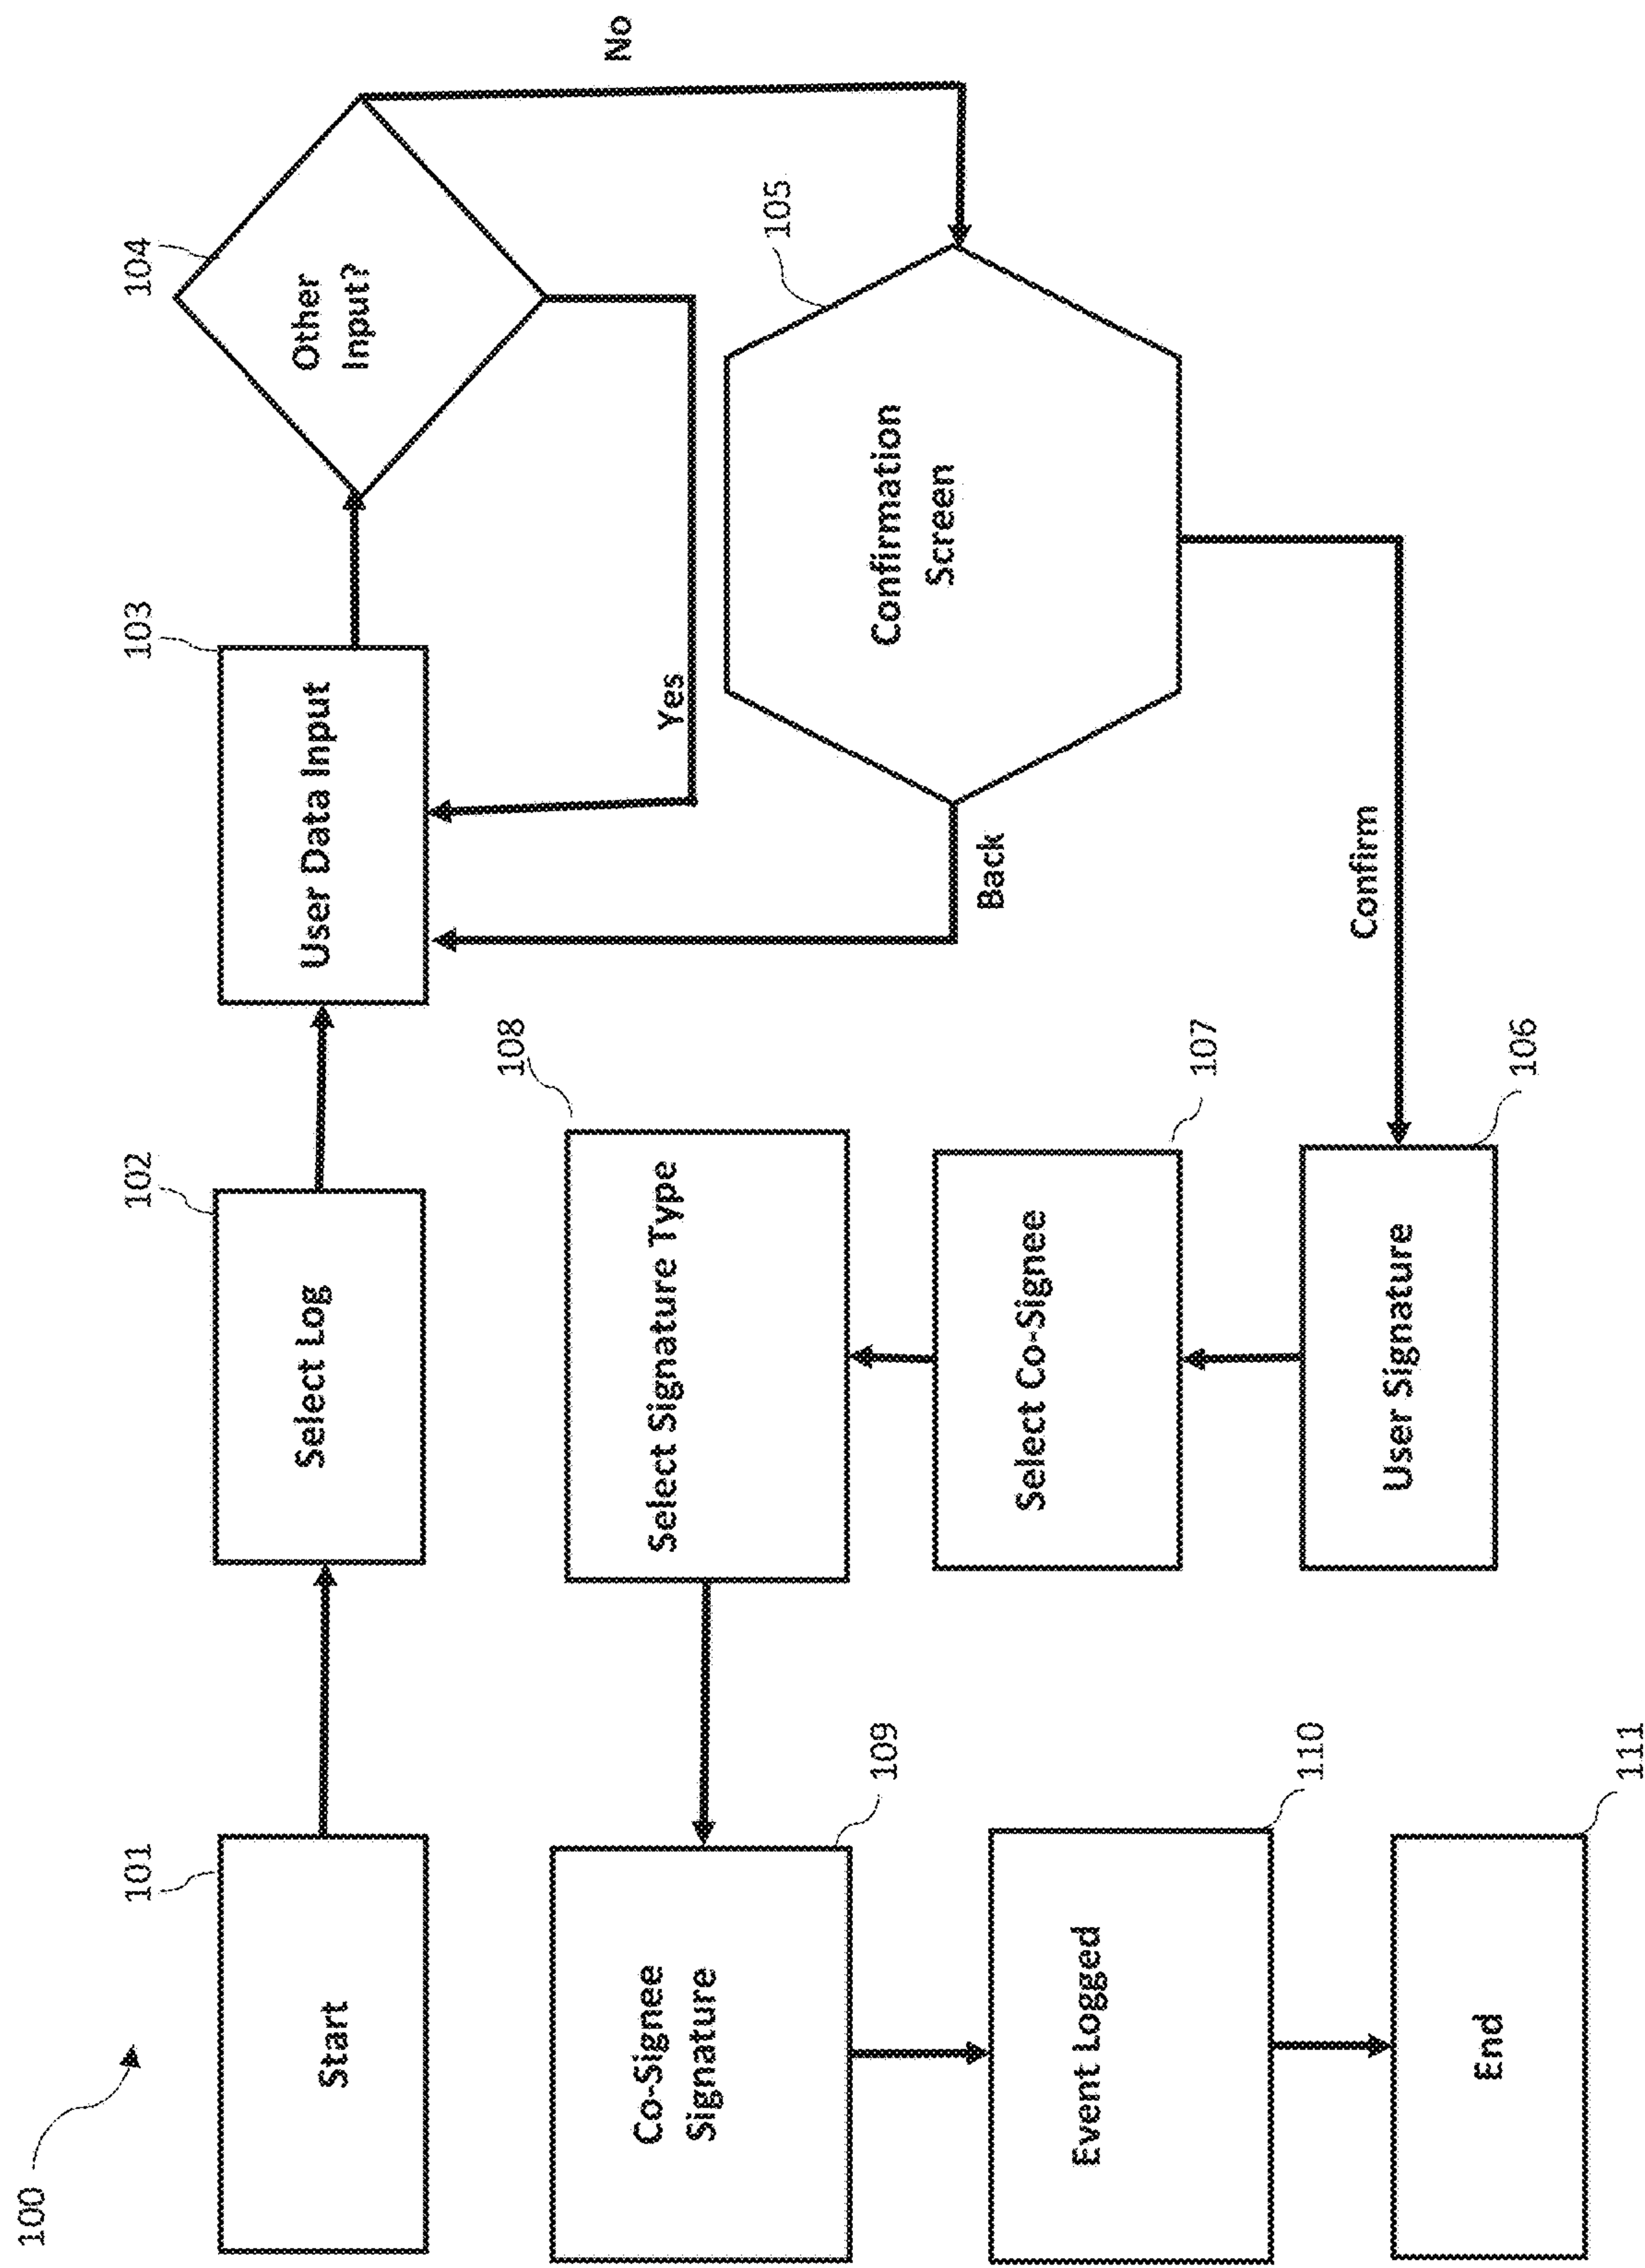 100
101
Start
102
Select Log
103
User Data Input
104
Other
Input?
Yes
No
105
Confirmation
Screen
Back
Confirm
106
User Signature
107
Select Co-Signee
108
Select Signature Type
109
Co-Signee
Signature
110
Event Logged
111
End